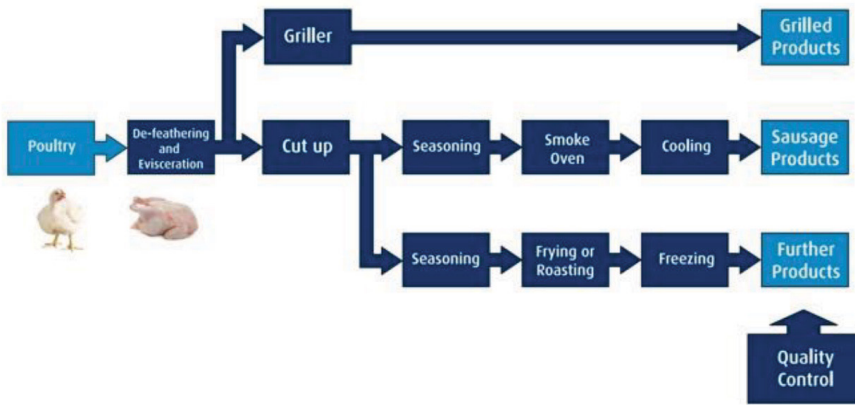 Griller
Grilled
Products
Poultry
De-feathering
and
Evisceration
Cut up
Seasoning
Smoke
Oven
Cooling
Sausage
Products
Seasoning
Frying or
Roasting
Freezing
Further
Products
Quality
Control